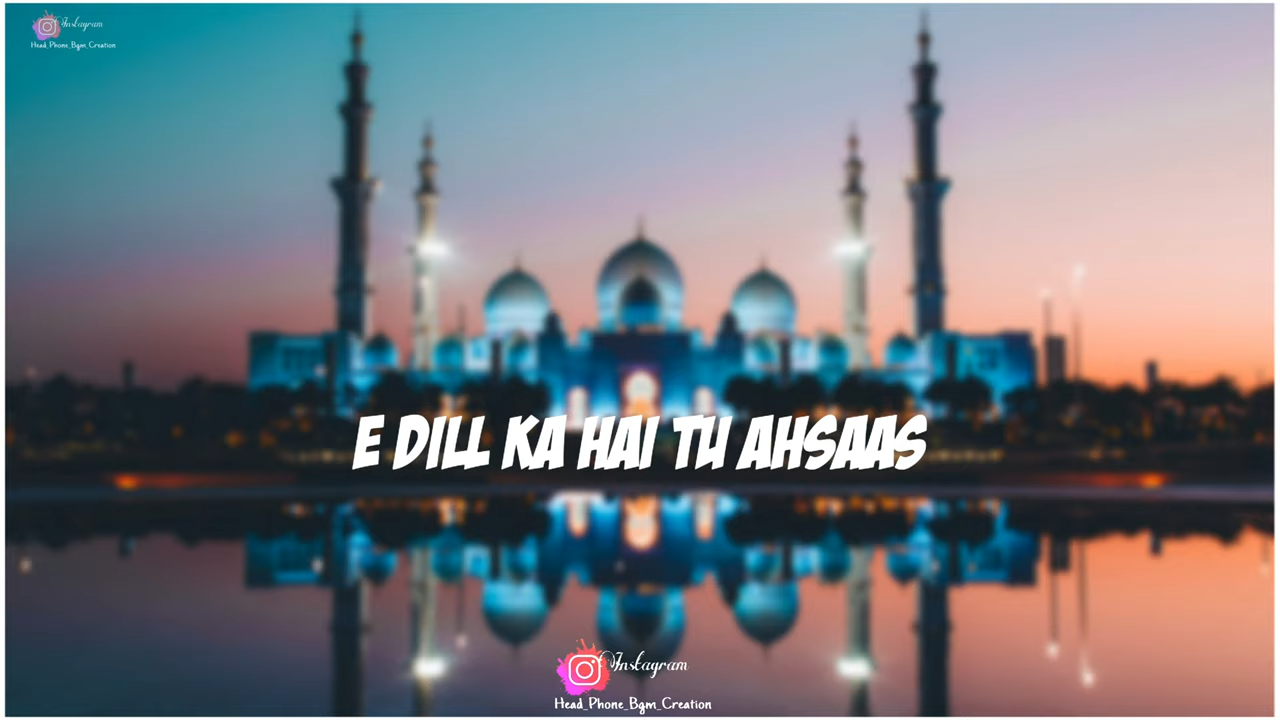 Instagram
Head_Phone_Bgm_Creation
E DILL KA HAI TU AHSAAS
Instagram
Head_Phone_Bgm_Creation